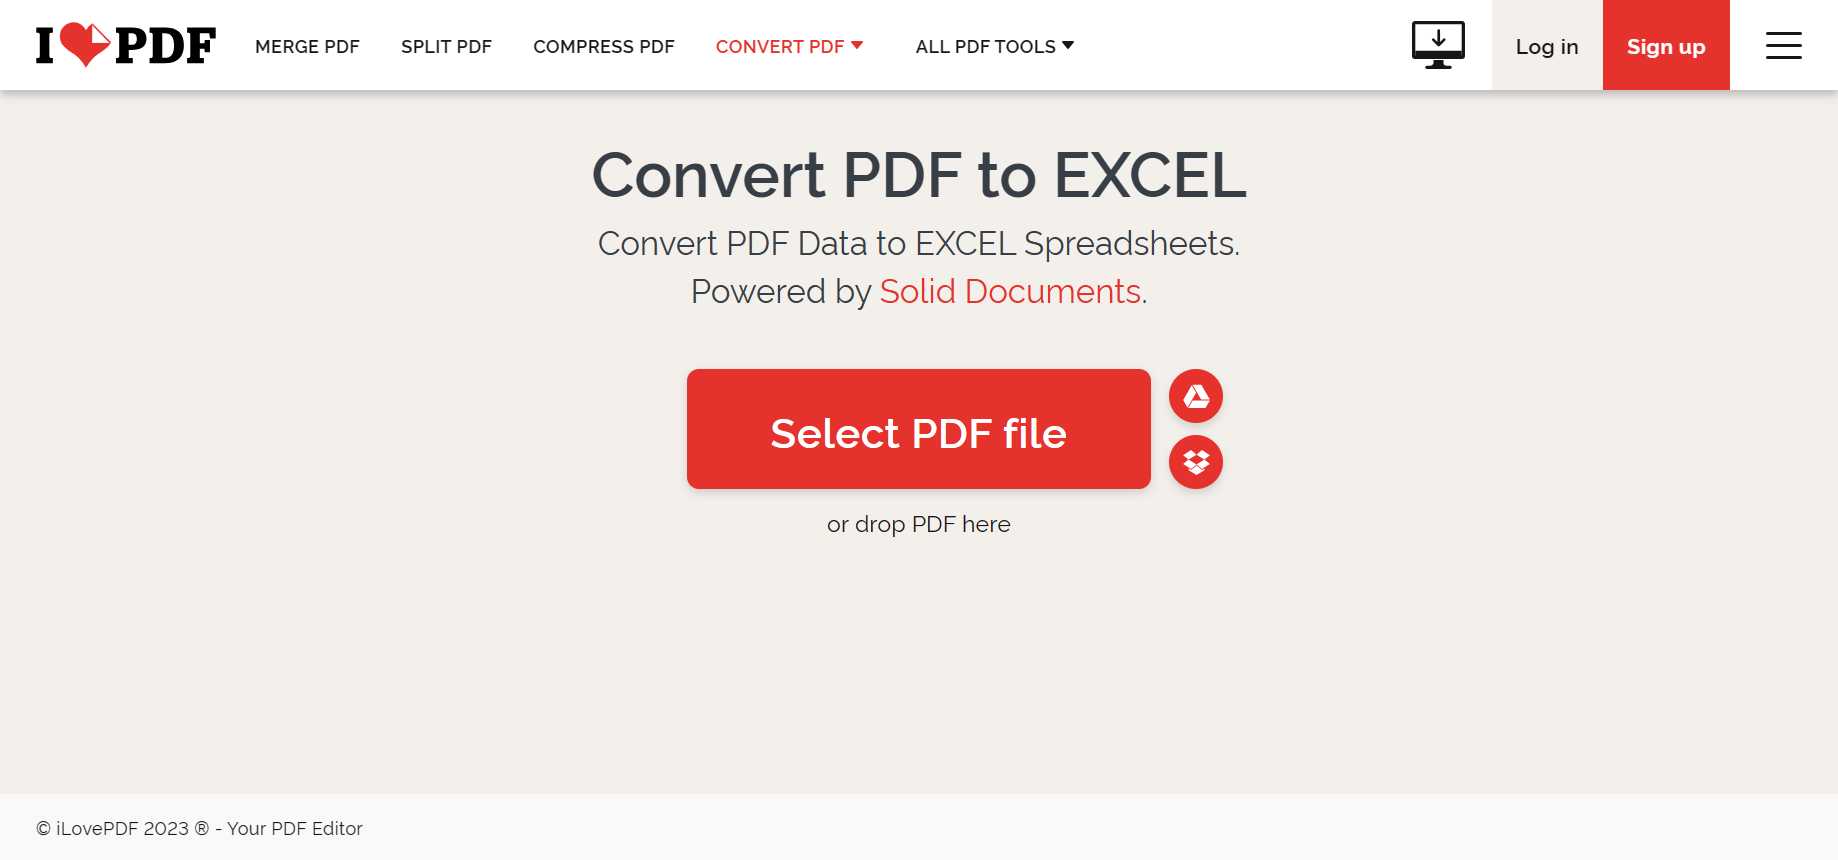 I PDF
MERGE PDF
SPLIT PDF
COMPRESS PDF
CONVERT PDF
ALL PDF TOOLS
Log in
Sign up
Convert PDF to EXCEL
Convert PDF Data to EXCEL Spreadsheets.
Powered by Solid Documents.
Select PDF file
or drop PDF here
© iLovePDF 2023 ® - Your PDF Editor